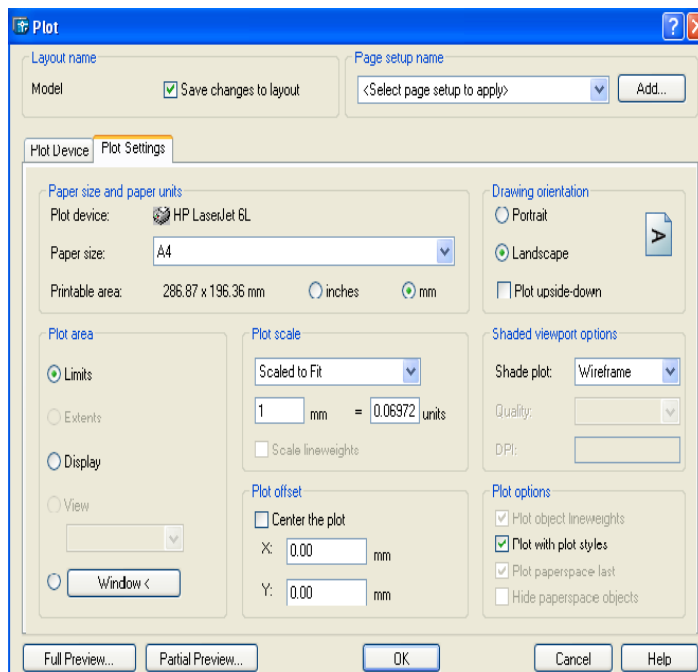 Plot
Layout name
Model
Save changes to layout
Page setup name
<Select page setup to apply>
Add...
Plot Device
Plot Settings
Paper size and paper units
Plot device:
HP LaserJet 6L
Paper size:
A4
Printable area:
286.87 x 196.36 mm
inches
mm
Drawing orientation
Portrait
Landscape
Plot upside-down
A
Plot area
Limits
Extents
Display
View
Window <
Plot scale
Scaled to Fit
1 mm = 0.06972 units
Scale lineweights
Plot offset
Center the plot
X: 0.00 mm
Y: 0.00 mm
Shaded viewport options
Shade plot: Wireframe
Quality:
DPI:
Plot options
Plot object lineweights
Plot with plot styles
Plot paperspace last
Hide paperspace objects
Full Preview...
Partial Preview...
OK
Cancel
Help